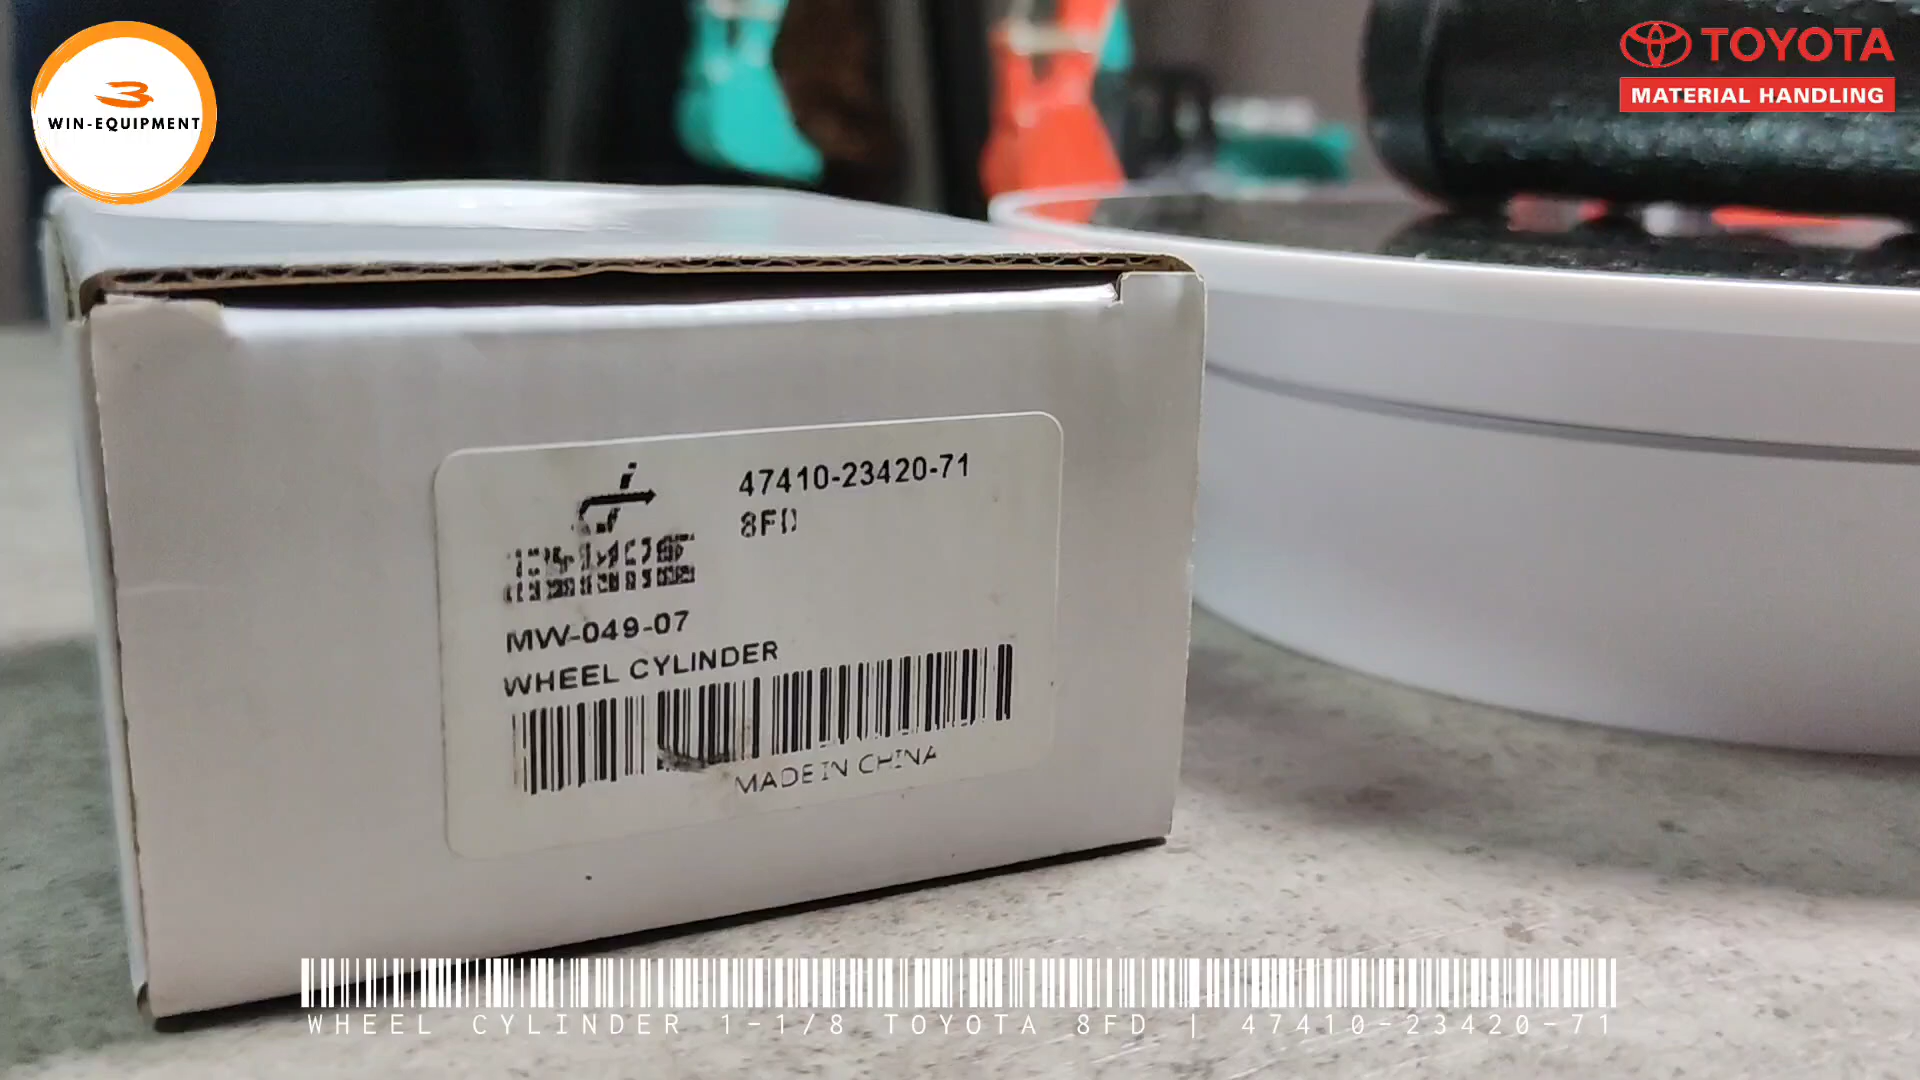 3
WIN-EQUIPMENT
TOYOTA
MATERIAL HANDLING
47410-23420-71
8FD
MW-049-07
WHEEL CYLINDER
MADE IN CHINA
WHEEL CYLINDER 1-1/8 TOYOTA 8FD | 47410-23420-71